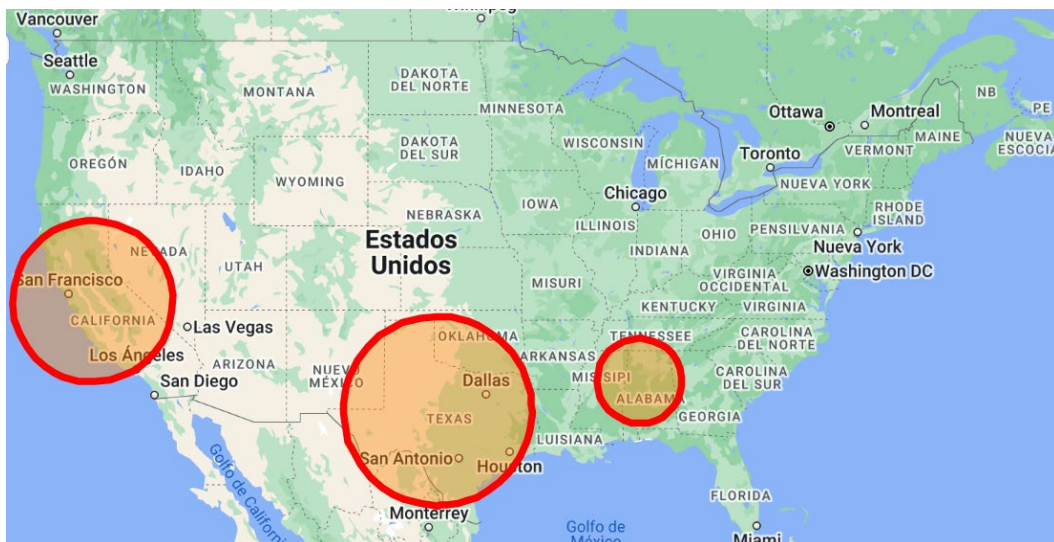 Vancouver
Winnipeg
Seattle
WASHINGTON
MONTANA
DAKOTA
DEL NORTE
MINNESOTA
Ottawa
Montreal
NB
PE
NUEVA
ESCOCIA
MAINE
VERMONT
Toronto
WISCONSIN
MÍCHIGAN
OREGÓN
IDAHO
DAKOTA
DEL SUR
WYOMING
NUEVA YORK
Chicago
IOWA
NEBRASKA
ILLINOIS
RHODE
ISLAND
OHIO
PENSILVANIA
Nueva York
INDIANA
Estados
Unidos
NEVADA
UTAH
San Francisco
MISURI
VIRGINIA
OCCIDENTAL
Washington DC
KENTUCKY
VIRGINIA
CALIFORNIA
Las Vegas
OKLAHOMA
TENNESSEE
CAROLINA
DEL NORTE
Los Ángeles
ARIZONA
NUEVO
MÉXICO
ARKANSAS
MISISIPI
CAROLINA
DEL SUR
San Diego
Dallas
ALABAMA
GEORGIA
TEXAS
LUISIANA
San Antonio
Houston
Golfo de California
FLORIDA
Monterrey
Golfo de
México
Miami